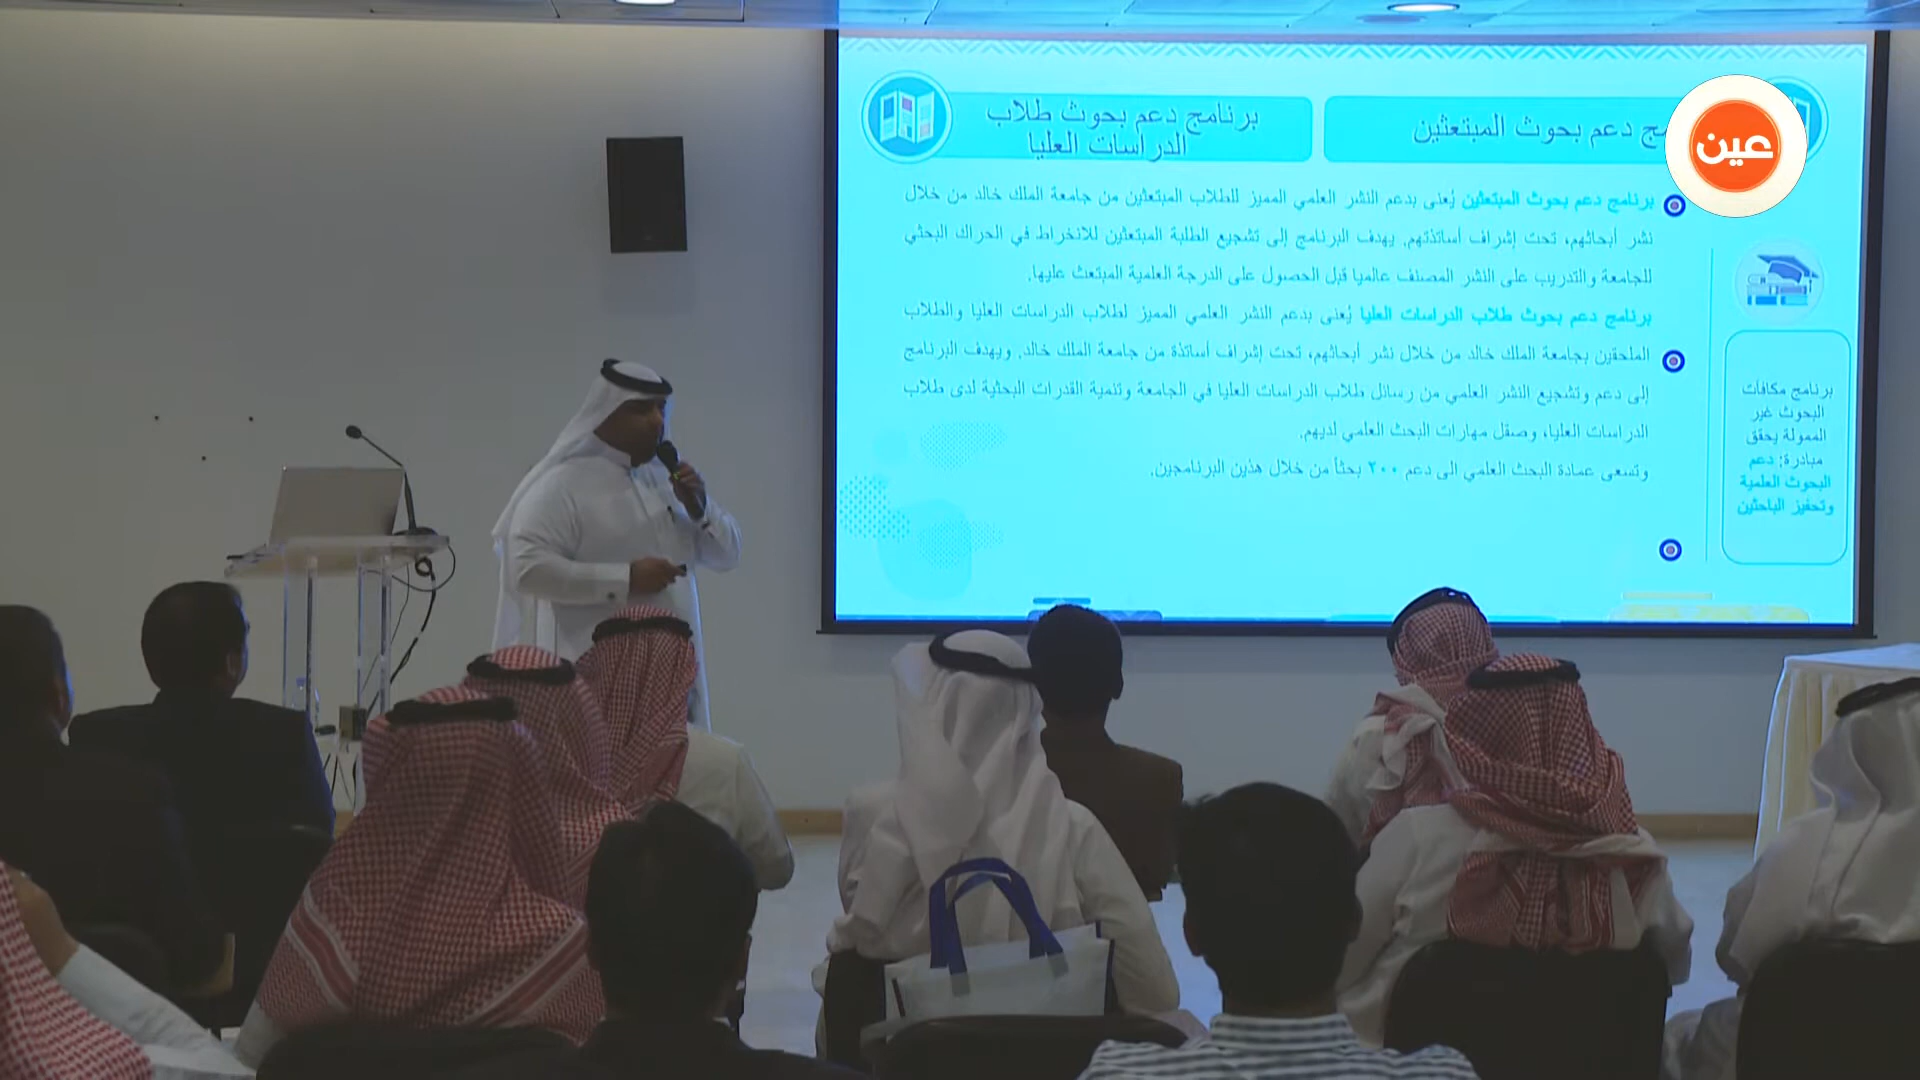 عين
برنامج دعم بحوث المبتعثين
برنامج دعم بحوث طلاب
الدراسات العليا
برنامج دعم بحوث المبتعثين يُعنى بدعم النشر العلمي المميز للطلاب المبتعثين من جامعة الملك خالد من خلال
نشر أبحاثهم، تحت إشراف أساتذتهم. يهدف البرنامج إلى تشجيع الطلبة المبتعثين للانخراط في الحراك البحثي
للجامعة والتدريب على النشر المصنف عالميا قبل الحصول على الدرجة العلمية المبتعث عليها.
برنامج دعم بحوث طلاب الدراسات العليا يُعنى بدعم النشر العلمي المميز لطلاب الدراسات العليا والطلاب
الملحقين بجامعة الملك خالد من خلال نشر أبحاثهم، تحت إشراف أساتذة من جامعة الملك خالد. ويهدف البرنامج
إلى دعم وتشجيع النشر العلمي من رسائل طلاب الدراسات العليا في الجامعة وتنمية القدرات البحثية لدى طلاب
الدراسات العليا، وصقل مهارات البحث العلمي لديهم.
وتسعى عمادة البحث العلمي الى دعم ٢٠٠ بحثاً من خلال هذين البرنامجين.
برنامج مكافآت
البحوث غير
الممولة يحقق
مبادرة: دعم
البحوث العلمية
وتحفيز الباحثين